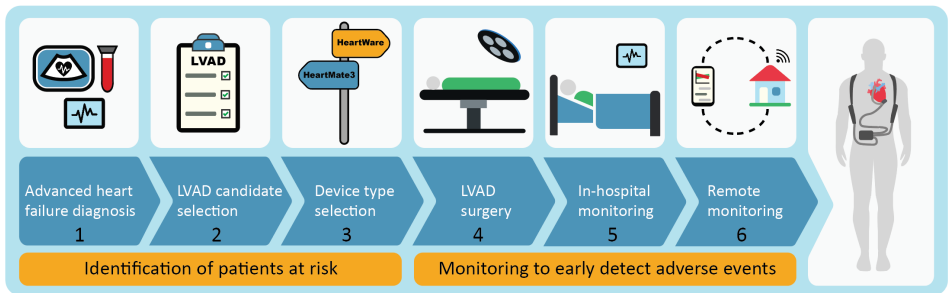 LVAD
HeartWare
HeartMate3
Advanced heart
failure diagnosis
1
LVAD candidate
selection
2
Device type
selection
3
LVAD
surgery
4
In-hospital
monitoring
5
Remote
monitoring
6
Identification of patients at risk
Monitoring to early detect adverse events